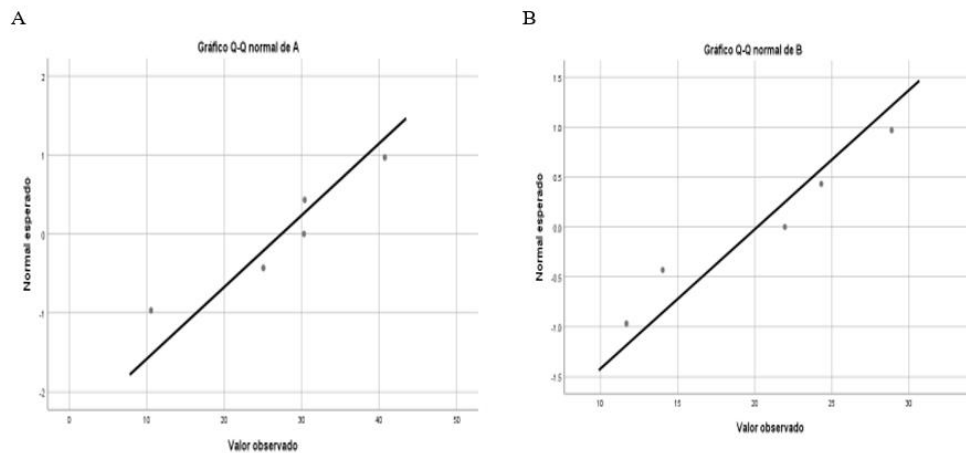 A
Gráfico Q-Q normal de A
2
1
0
-1
-2
Normal esperado
0 10 20 30 40 50
Valor observado
B
Gráfico Q-Q normal de B
1.5
1.0
0.5
0.0
-0.5
-1.0
-1.5
Normal esperado
10 15 20 25 30
Valor observado